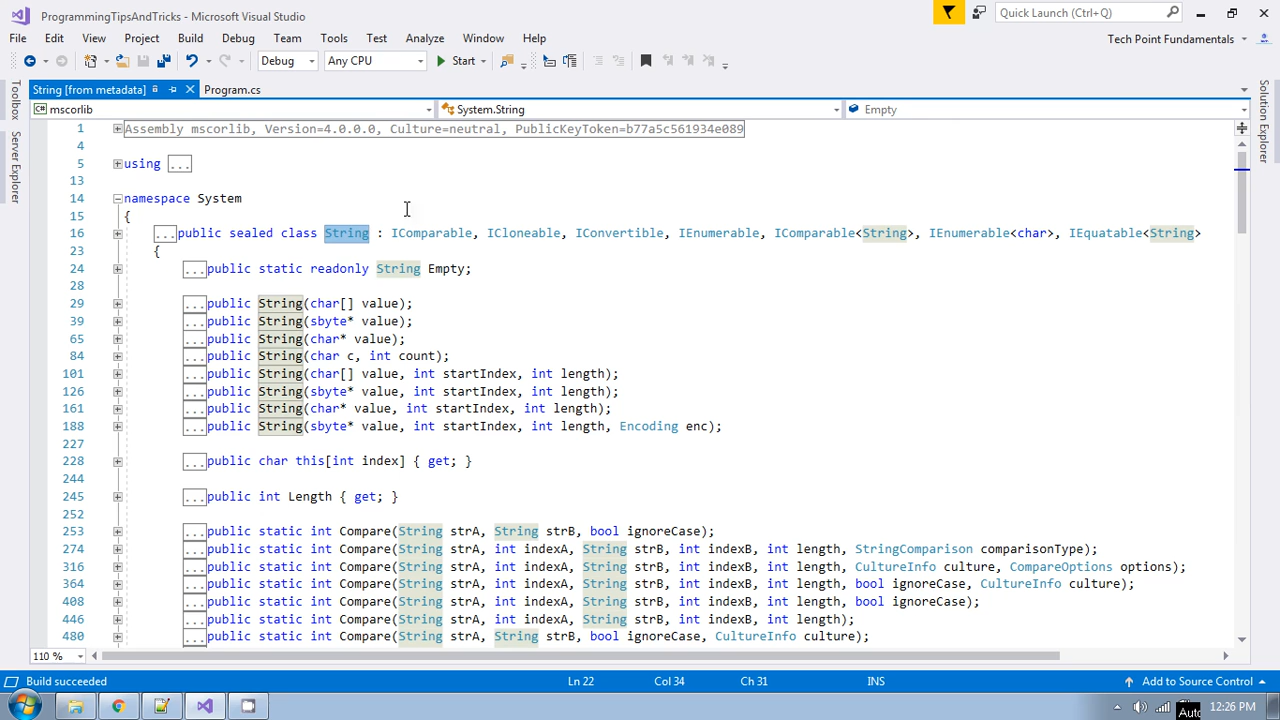 ProgrammingTipsAndTricks - Microsoft Visual Studio
Quick Launch (Ctrl+Q)
File Edit View Project Build Debug Team Tools Test Analyze Window Help
Tech Point Fundamentals
Debug Any CPU Start
String [from metadata] Program.cs
mscorlib System.String Empty
Toolbox
Server Explorer
Solution Explorer
1 Assembly mscorlib, Version=4.0.0.0, Culture=neutral, PublicKeyToken=b77a5c561934e089
4
5 using ...
13
14 namespace System
15 {
16 ...public sealed class String : IComparable, ICloneable, IConvertible, IEnumerable, IComparable<String>, IEnumerable<char>, IEquatable<String>
23 {
24 ...public static readonly String Empty;
28
29 ...public String(char[] value);
39 ...public String(sbyte* value);
65 ...public String(char* value);
84 ...public String(char c, int count);
101 ...public String(char[] value, int startIndex, int length);
126 ...public String(sbyte* value, int startIndex, int length);
161 ...public String(char* value, int startIndex, int length);
188 ...public String(sbyte* value, int startIndex, int length, Encoding enc);
227
228 ...public char this[int index] { get; }
244
245 ...public int Length { get; }
252
253 ...public static int Compare(String strA, String strB, bool ignoreCase);
274 ...public static int Compare(String strA, int indexA, String strB, int indexB, int length, StringComparison comparisonType);
316 ...public static int Compare(String strA, int indexA, String strB, int indexB, int length, CultureInfo culture, CompareOptions options);
364 ...public static int Compare(String strA, int indexA, String strB, int indexB, int length, bool ignoreCase, CultureInfo culture);
408 ...public static int Compare(String strA, int indexA, String strB, int indexB, int length, bool ignoreCase);
446 ...public static int Compare(String strA, int indexA, String strB, int indexB, int length);
480 ...public static int Compare(String strA, String strB, bool ignoreCase, CultureInfo culture);
110 %
Build succeeded Ln 22 Col 34 Ch 31 INS Add to Source Control
Auto 12:26 PM